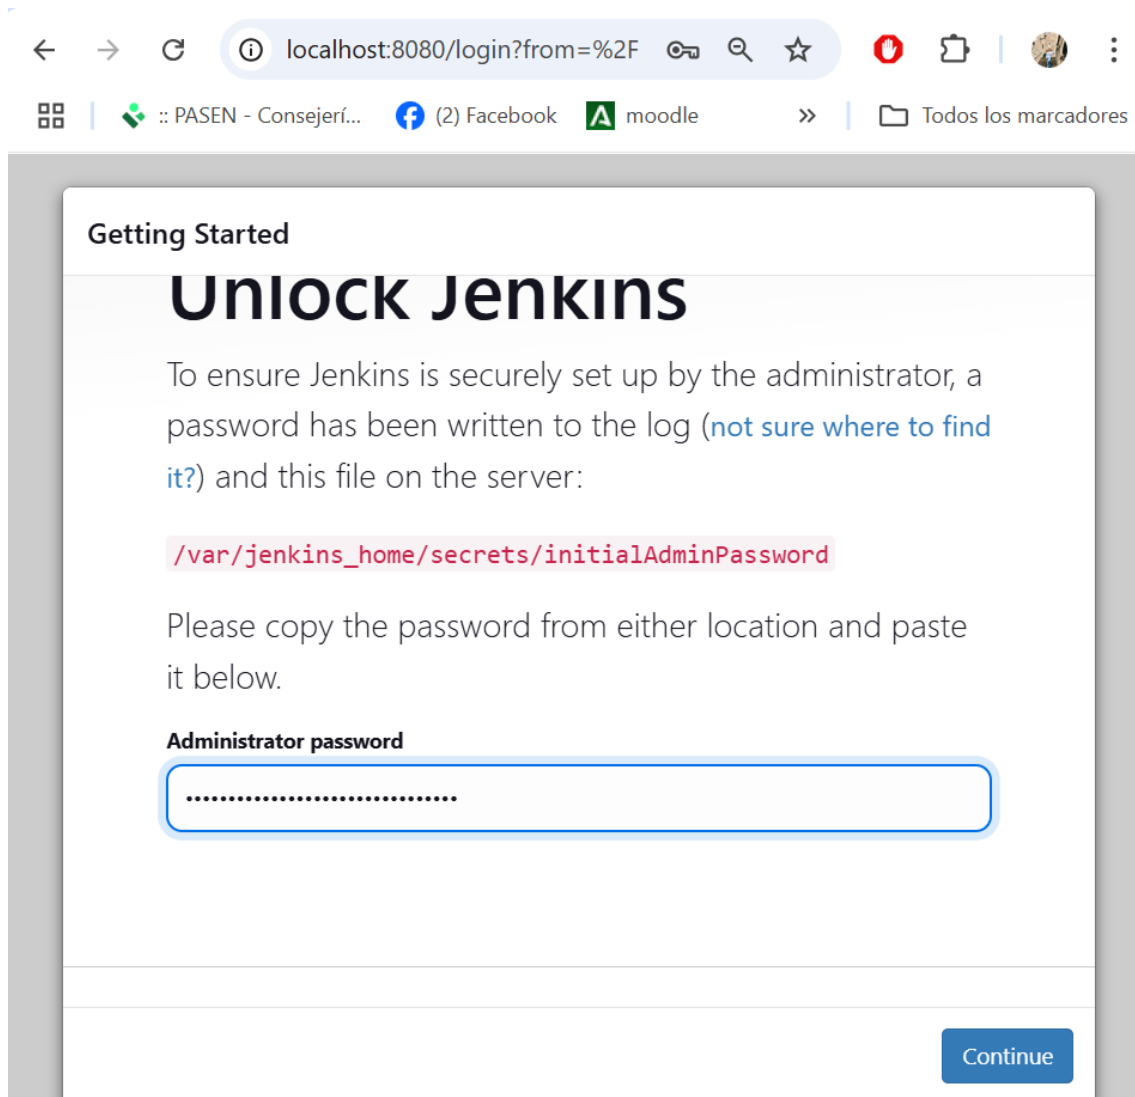 localhost:8080/login?from=%2F
:: PASEN - Consejerí... (2) Facebook moodle » Todos los marcadores
Getting Started
Unlock Jenkins
To ensure Jenkins is securely set up by the administrator, a
password has been written to the log (not sure where to find
it?) and this file on the server:
/var/jenkins_home/secrets/initialAdminPassword
Please copy the password from either location and paste
it below.
Administrator password
••••••••••••••••••••••••••••••••
Continue